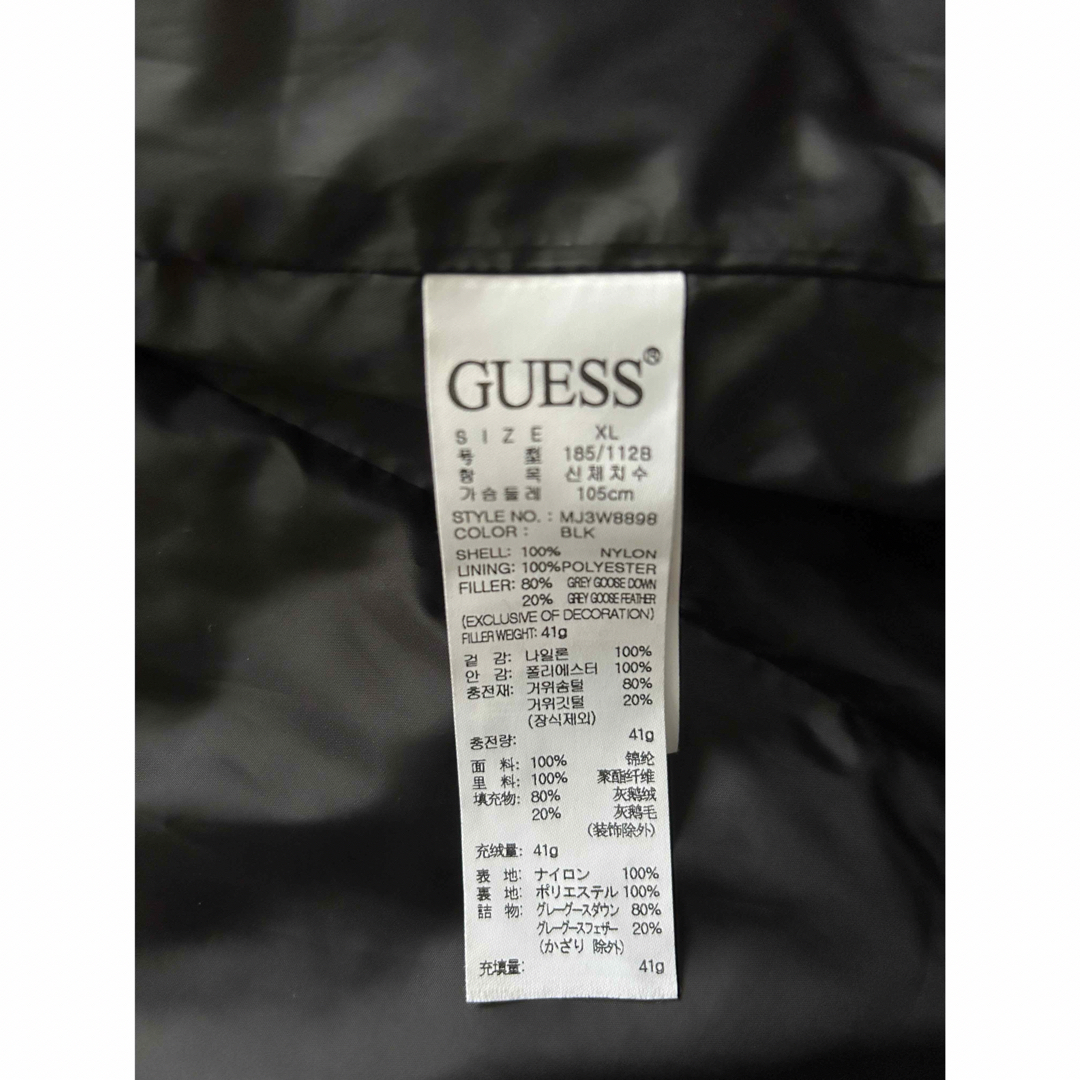 GUESS®
SIZE XL
품 型 185/112B
항 목 신체치수
가슴둘레 105cm
STYLE NO. : MJ3W8898
COLOR : BLK
SHELL: 100% NYLON
LINING: 100% POLYESTER
FILLER: 80% GREY GOOSE DOWN
20% GREY GOOSE FEATHER
(EXCLUSIVE OF DECORATION)
FILLER WEIGHT: 41g
겉 감: 나일론 100%
안 감: 폴리에스터 100%
충전재: 거위솜털 80%
거위깃털 20%
(장식제외)
충전량: 41g
面 料: 100% 锦纶
里 料: 100% 聚酯纤维
填充物: 80% 灰鹅绒
20% 灰鹅毛
(装饰除外)
充绒量: 41g
表 地: ナイロン 100%
裏 地: ポリエステル 100%
詰 物: グレーグースダウン 80%
グレーグースフェザー 20%
(かざり 除外)
充填量: 41g